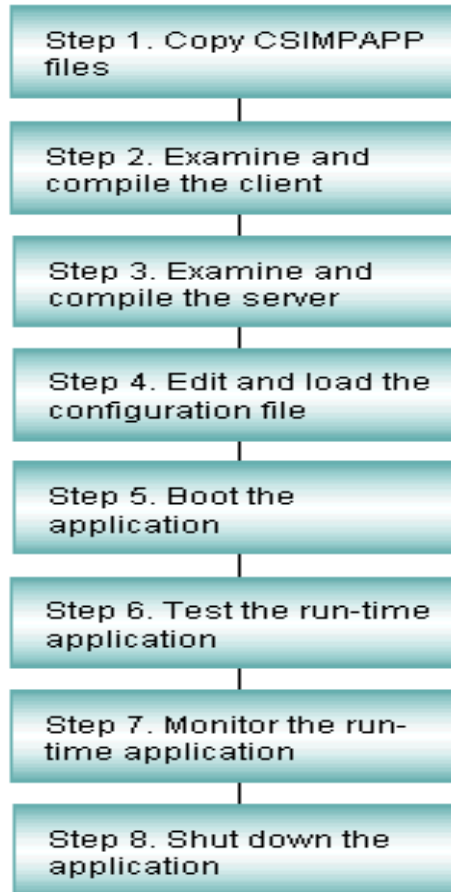 Step 1. Copy CSIMPAPP
files
Step 2. Examine and
compile the client
Step 3. Examine and
compile the server
Step 4. Edit and load the
configuration file
Step 5. Boot the
application
Step 6. Test the run-time
application
Step 7. Monitor the run-
time application
Step 8. Shut down the
application